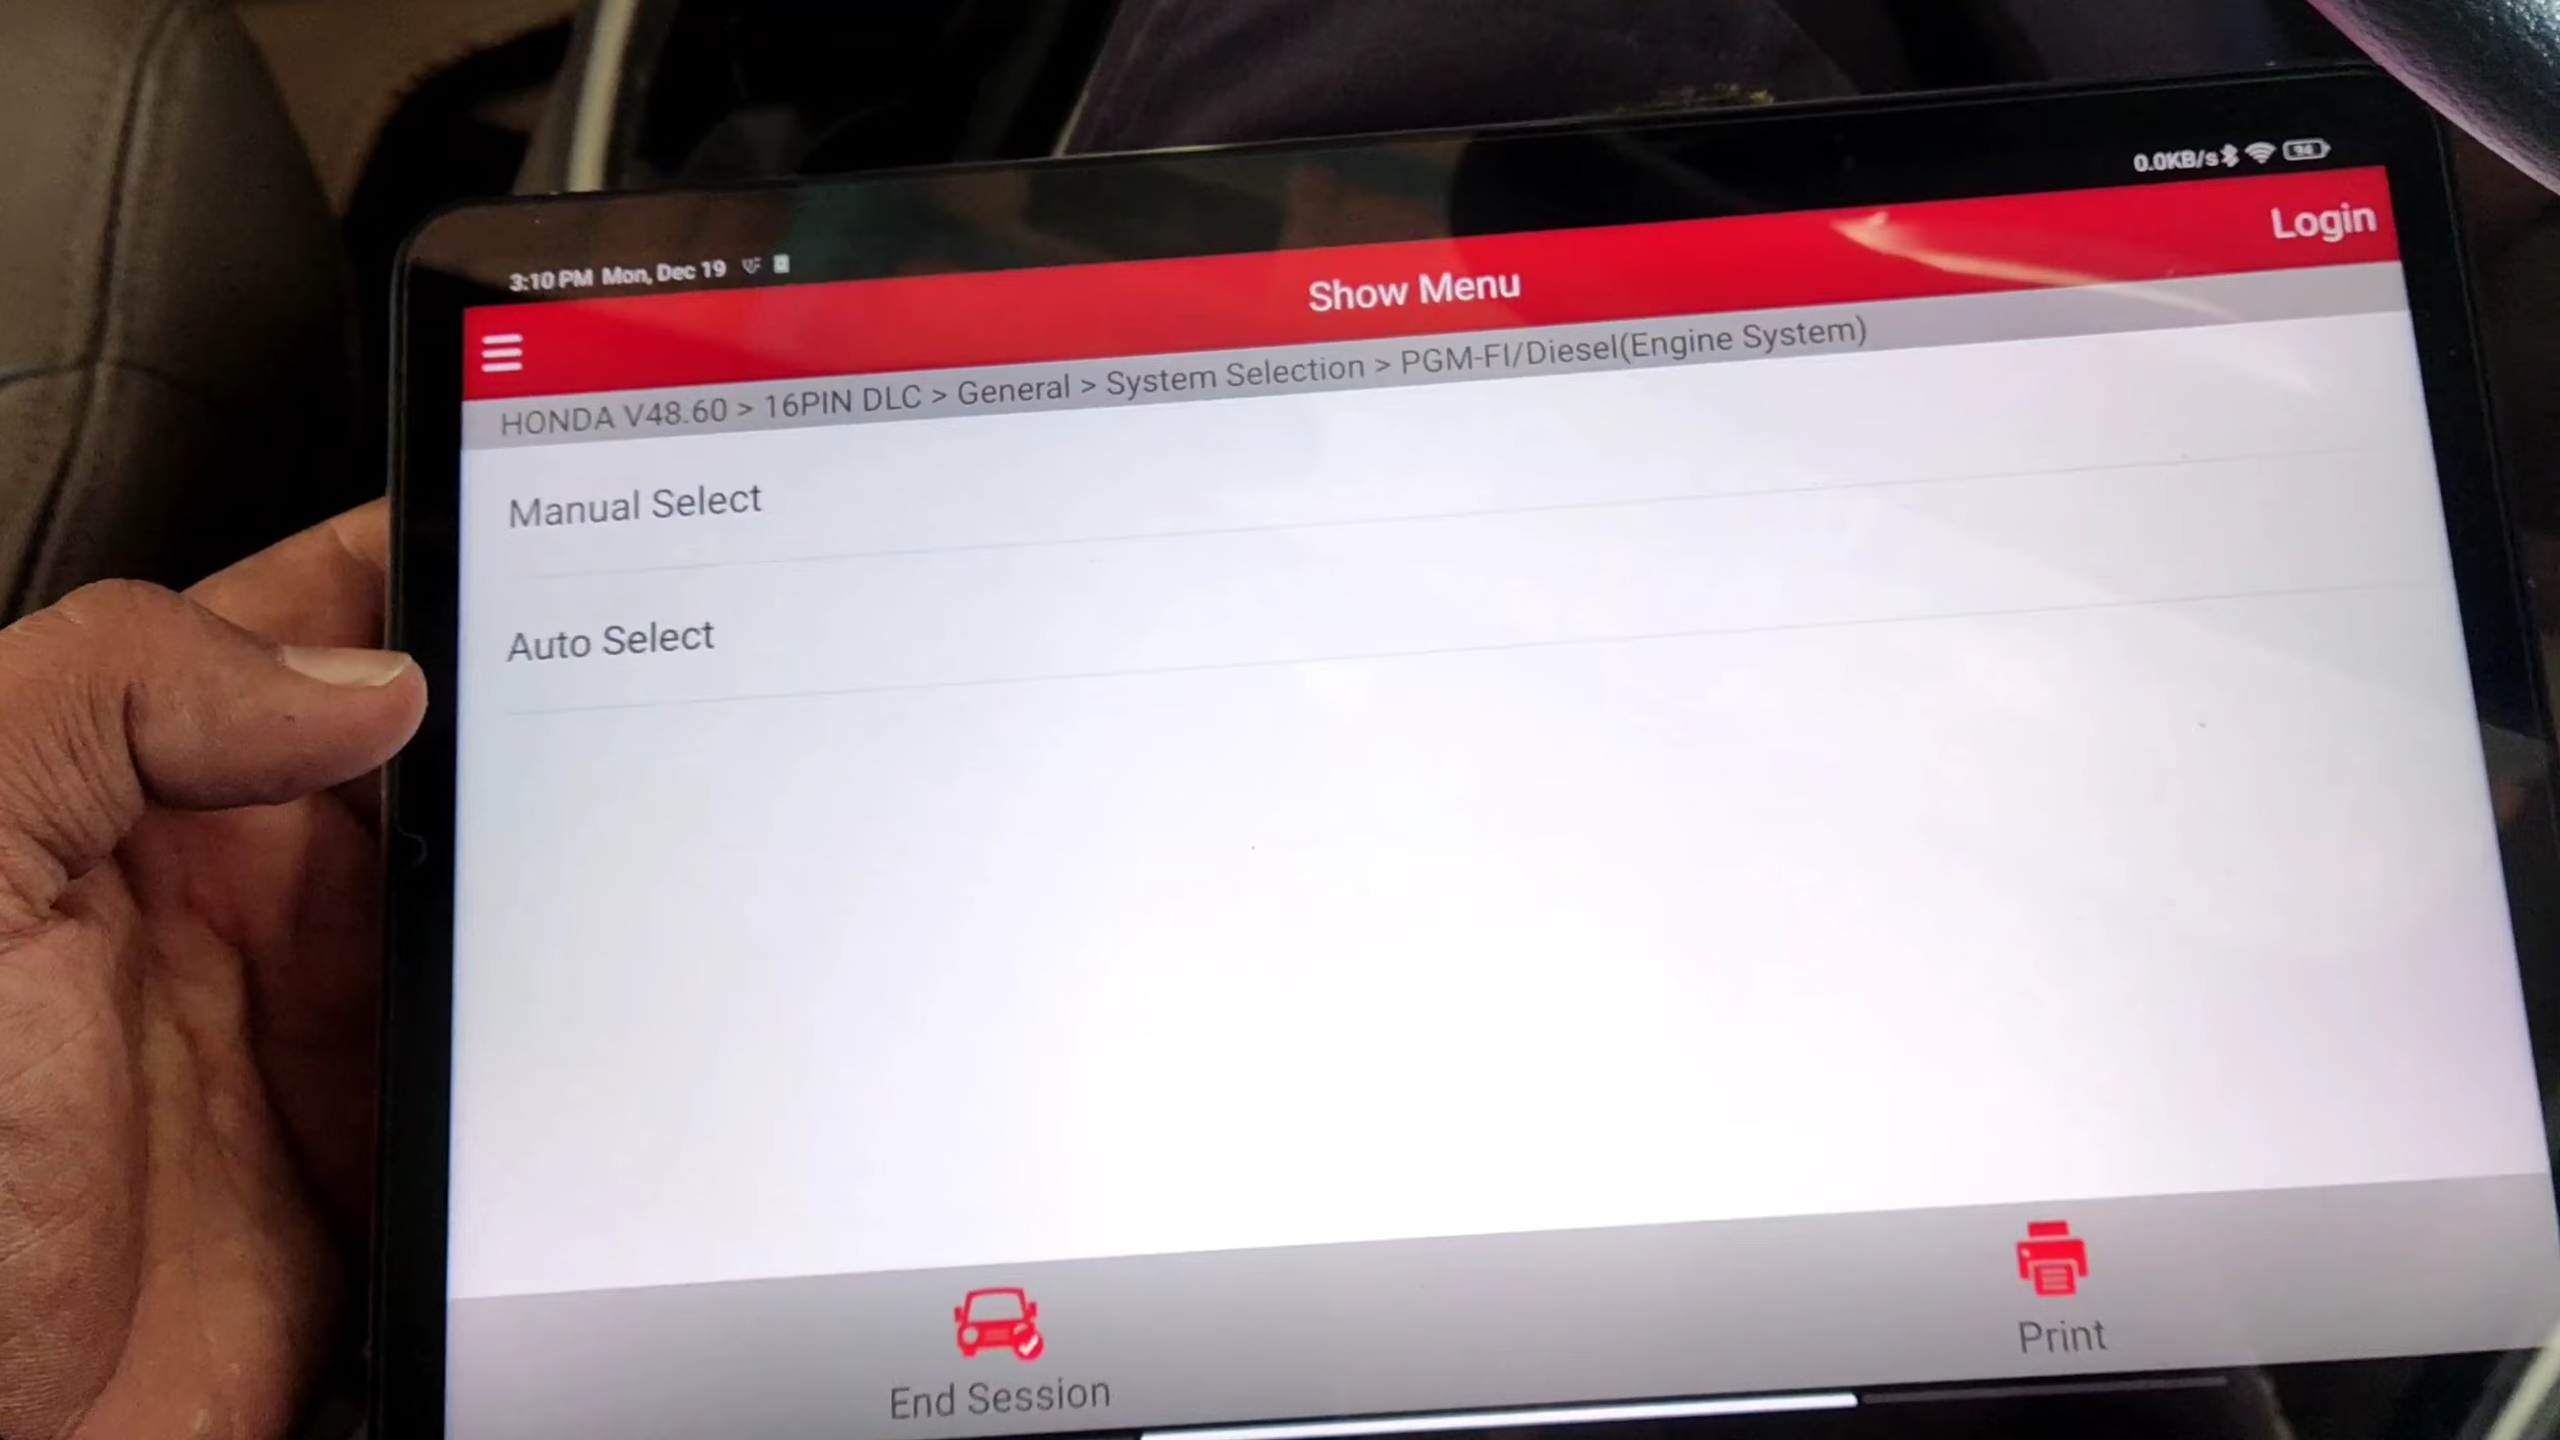 0.0KB/s 94
3:10 PM Mon, Dec 19
Login
Show Menu
HONDA V48.60 > 16PIN DLC > General > System Selection > PGM-FI/Diesel(Engine System)
Manual Select
Auto Select
End Session
Print